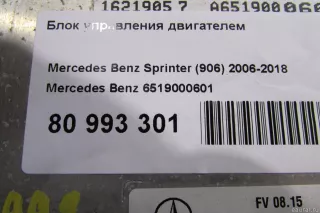 1621905 7 A651900060
Блок управления двигателем
Mercedes Benz Sprinter (906) 2006-2018
Mercedes Benz 6519000601
80 993 301
FV 08.15